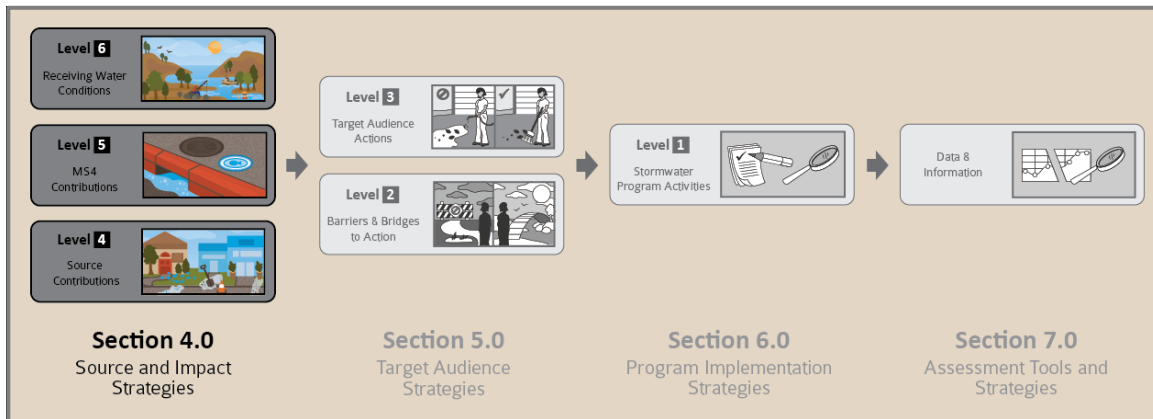 Level 6
Receiving Water
Conditions
Level 5
MS4
Contributions
Level 4
Source
Contributions
Section 4.0
Source and Impact
Strategies
Level 3
Target Audience
Actions
Level 2
Barriers & Bridges
to Action
Section 5.0
Target Audience
Strategies
Level 1
Stormwater
Program Activities
Section 6.0
Program Implementation
Strategies
Data &
Information
Section 7.0
Assessment Tools and
Strategies